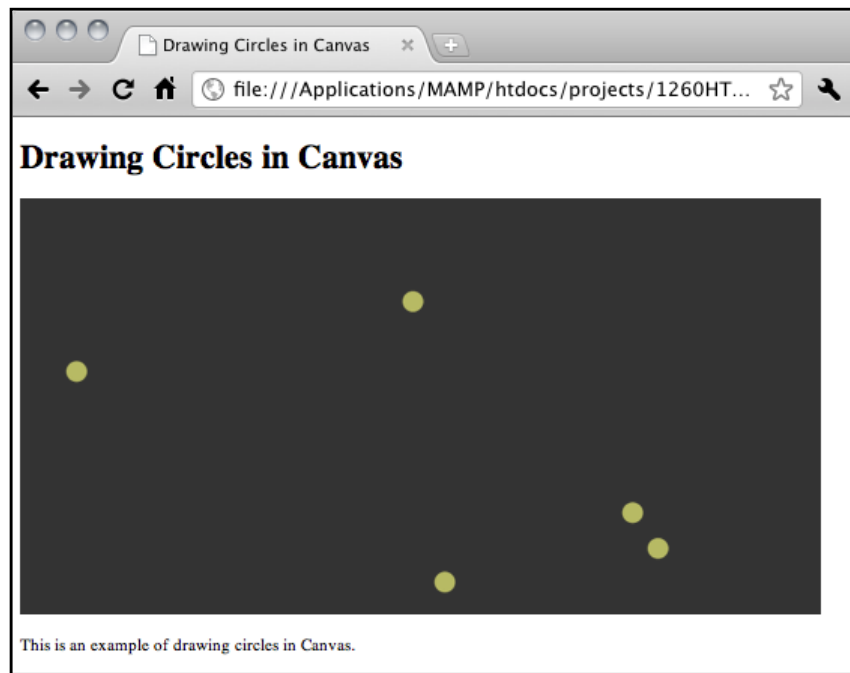 Drawing Circles in Canvas
file:///Applications/MAMP/htdocs/projects/1260HT...
Drawing Circles in Canvas
This is an example of drawing circles in Canvas.